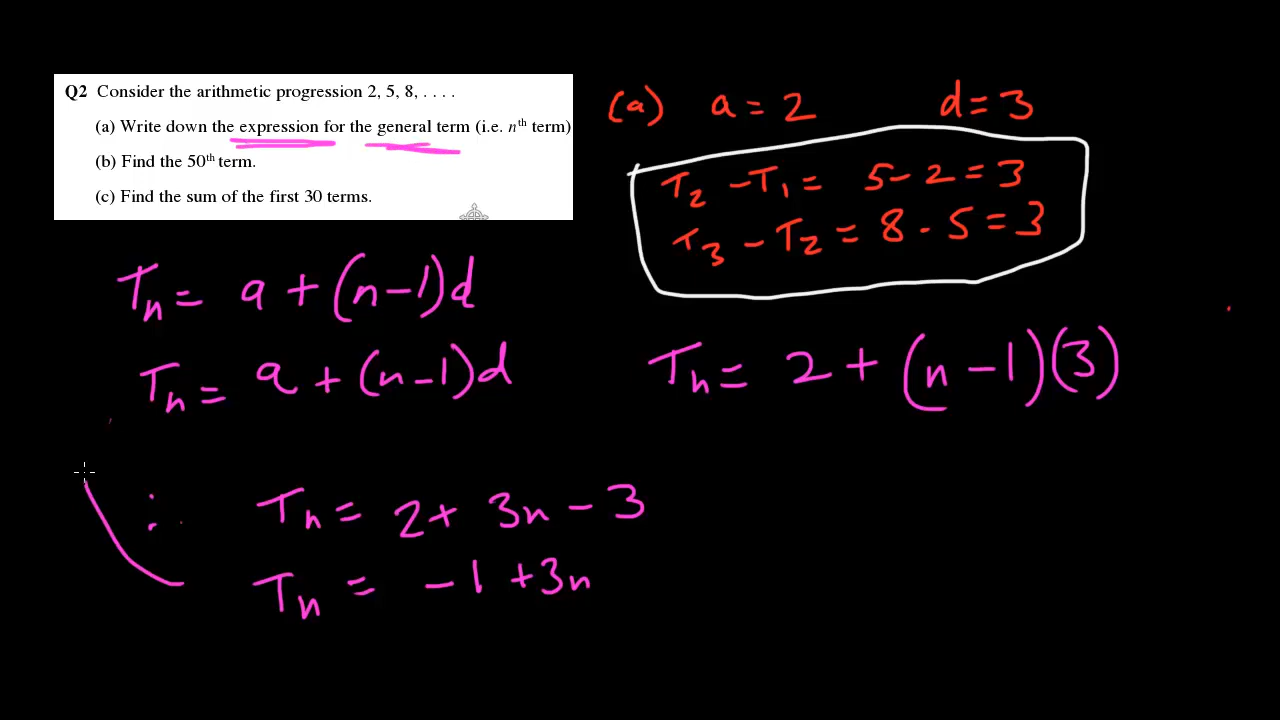 Q2 Consider the arithmetic progression 2, 5, 8, . . . .
(a) Write down the expression for the general term (i.e. nᵗʰ term)
(b) Find the 50ᵗʰ term.
(c) Find the sum of the first 30 terms.
(a) a = 2 d = 3
T₂ - T₁ = 5 - 2 = 3
T₃ - T₂ = 8 - 5 = 3
Tₙ = a + (n - 1)d
Tₙ = a + (n - 1)d
Tₙ = 2 + (n - 1)(3)
∴ Tₙ = 2 + 3n - 3
Tₙ = -1 + 3n